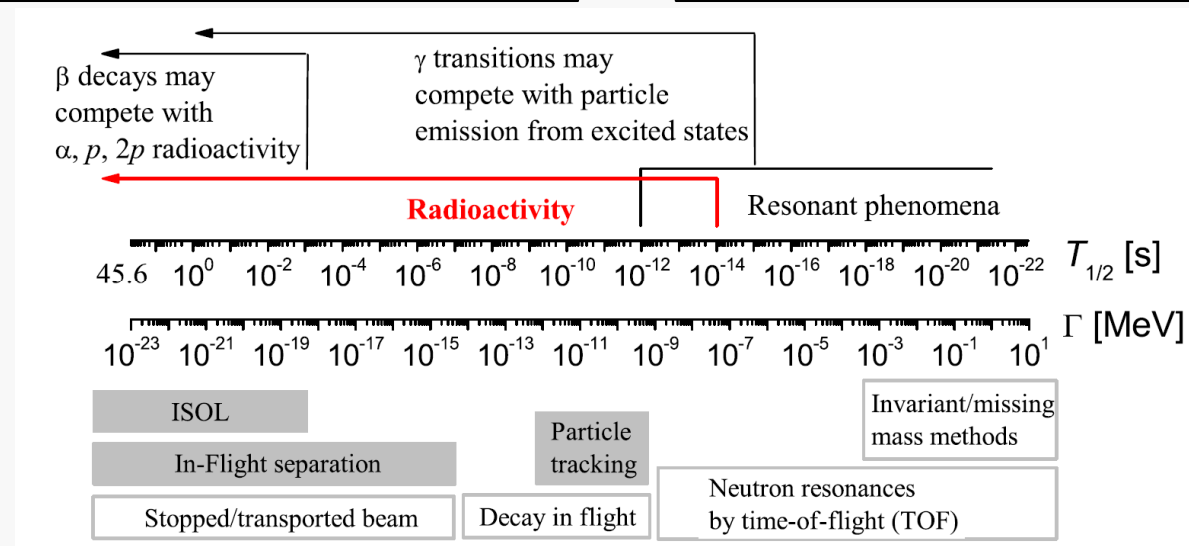 β decays may
compete with
α, p, 2p radioactivity
γ transitions may
compete with particle
emission from excited states
Radioactivity
Resonant phenomena
45.6 10⁰ 10⁻² 10⁻⁴ 10⁻⁶ 10⁻⁸ 10⁻¹⁰ 10⁻¹² 10⁻¹⁴ 10⁻¹⁶ 10⁻¹⁸ 10⁻²⁰ 10⁻²² T₁/₂ [s]
10⁻²³ 10⁻²¹ 10⁻¹⁹ 10⁻¹⁷ 10⁻¹⁵ 10⁻¹³ 10⁻¹¹ 10⁻⁹ 10⁻⁷ 10⁻⁵ 10⁻³ 10⁻¹ 10¹ Γ [MeV]
ISOL
In-Flight separation
Stopped/transported beam
Particle
tracking
Decay in flight
Invariant/missing
mass methods
Neutron resonances
by time-of-flight (TOF)